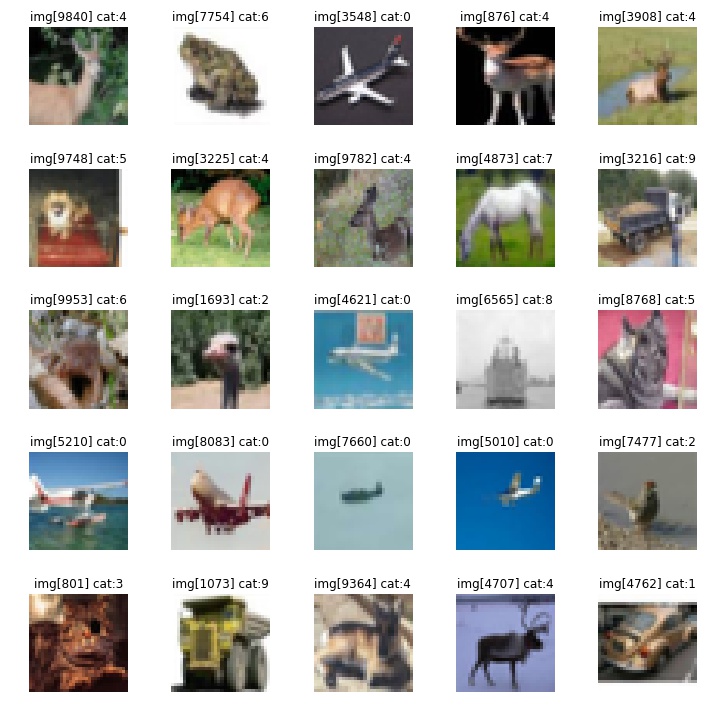 img[9840] cat:4 img[7754] cat:6 img[3548] cat:0 img[876] cat:4 img[3908] cat:4
img[9748] cat:5 img[3225] cat:4 img[9782] cat:4 img[4873] cat:7 img[3216] cat:9
img[9953] cat:6 img[1693] cat:2 img[4621] cat:0 img[6565] cat:8 img[8768] cat:5
img[5210] cat:0 img[8083] cat:0 img[7660] cat:0 img[5010] cat:0 img[7477] cat:2
img[801] cat:3 img[1073] cat:9 img[9364] cat:4 img[4707] cat:4 img[4762] cat:1